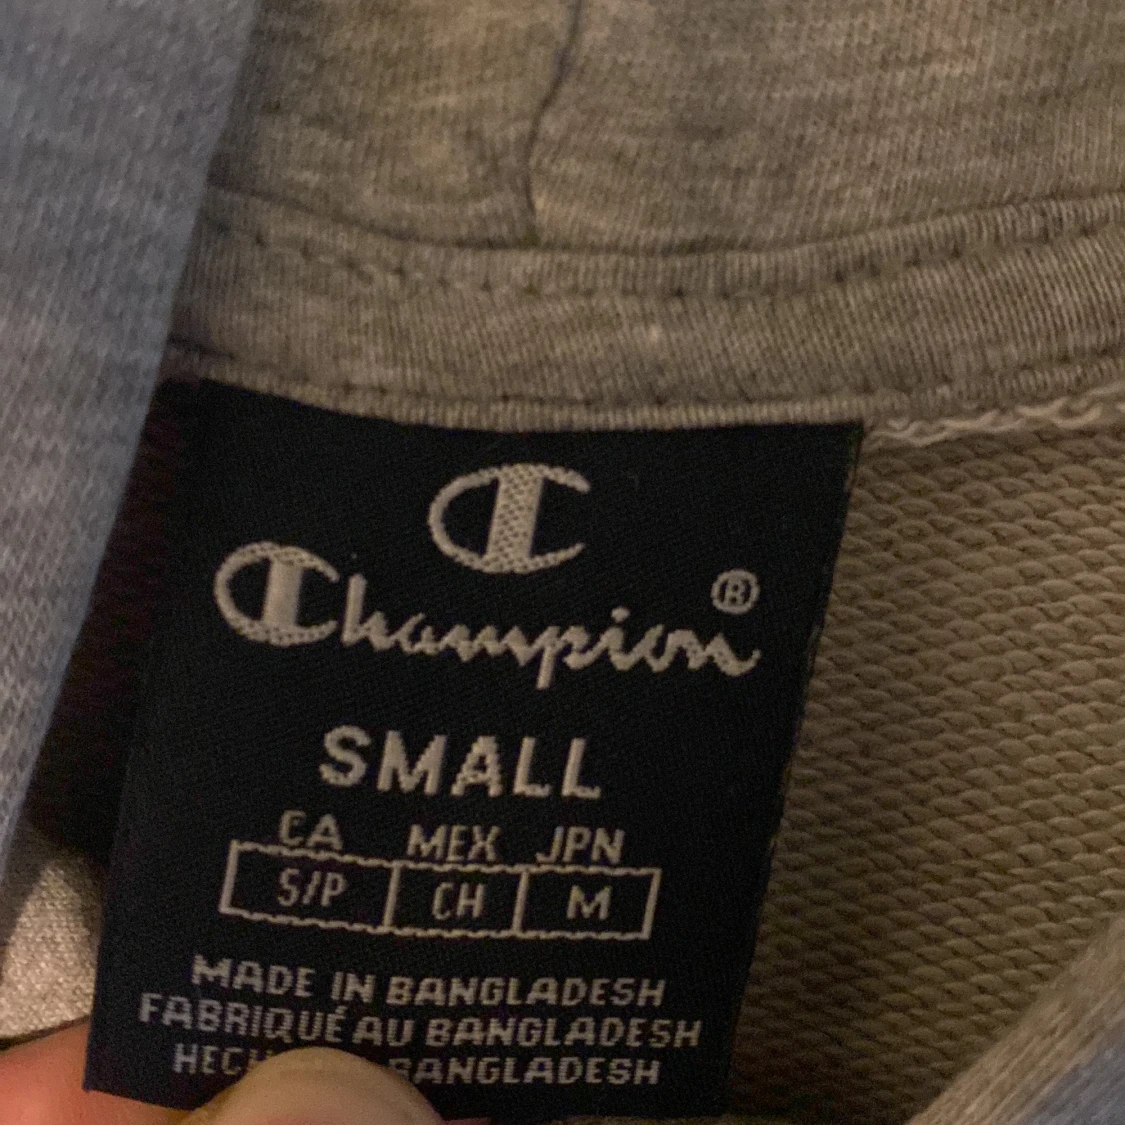 C
Champion®
SMALL
CA MEX JPN
S/P CH M
MADE IN BANGLADESH
FABRIQUÉ AU BANGLADESH
BANGLADESH